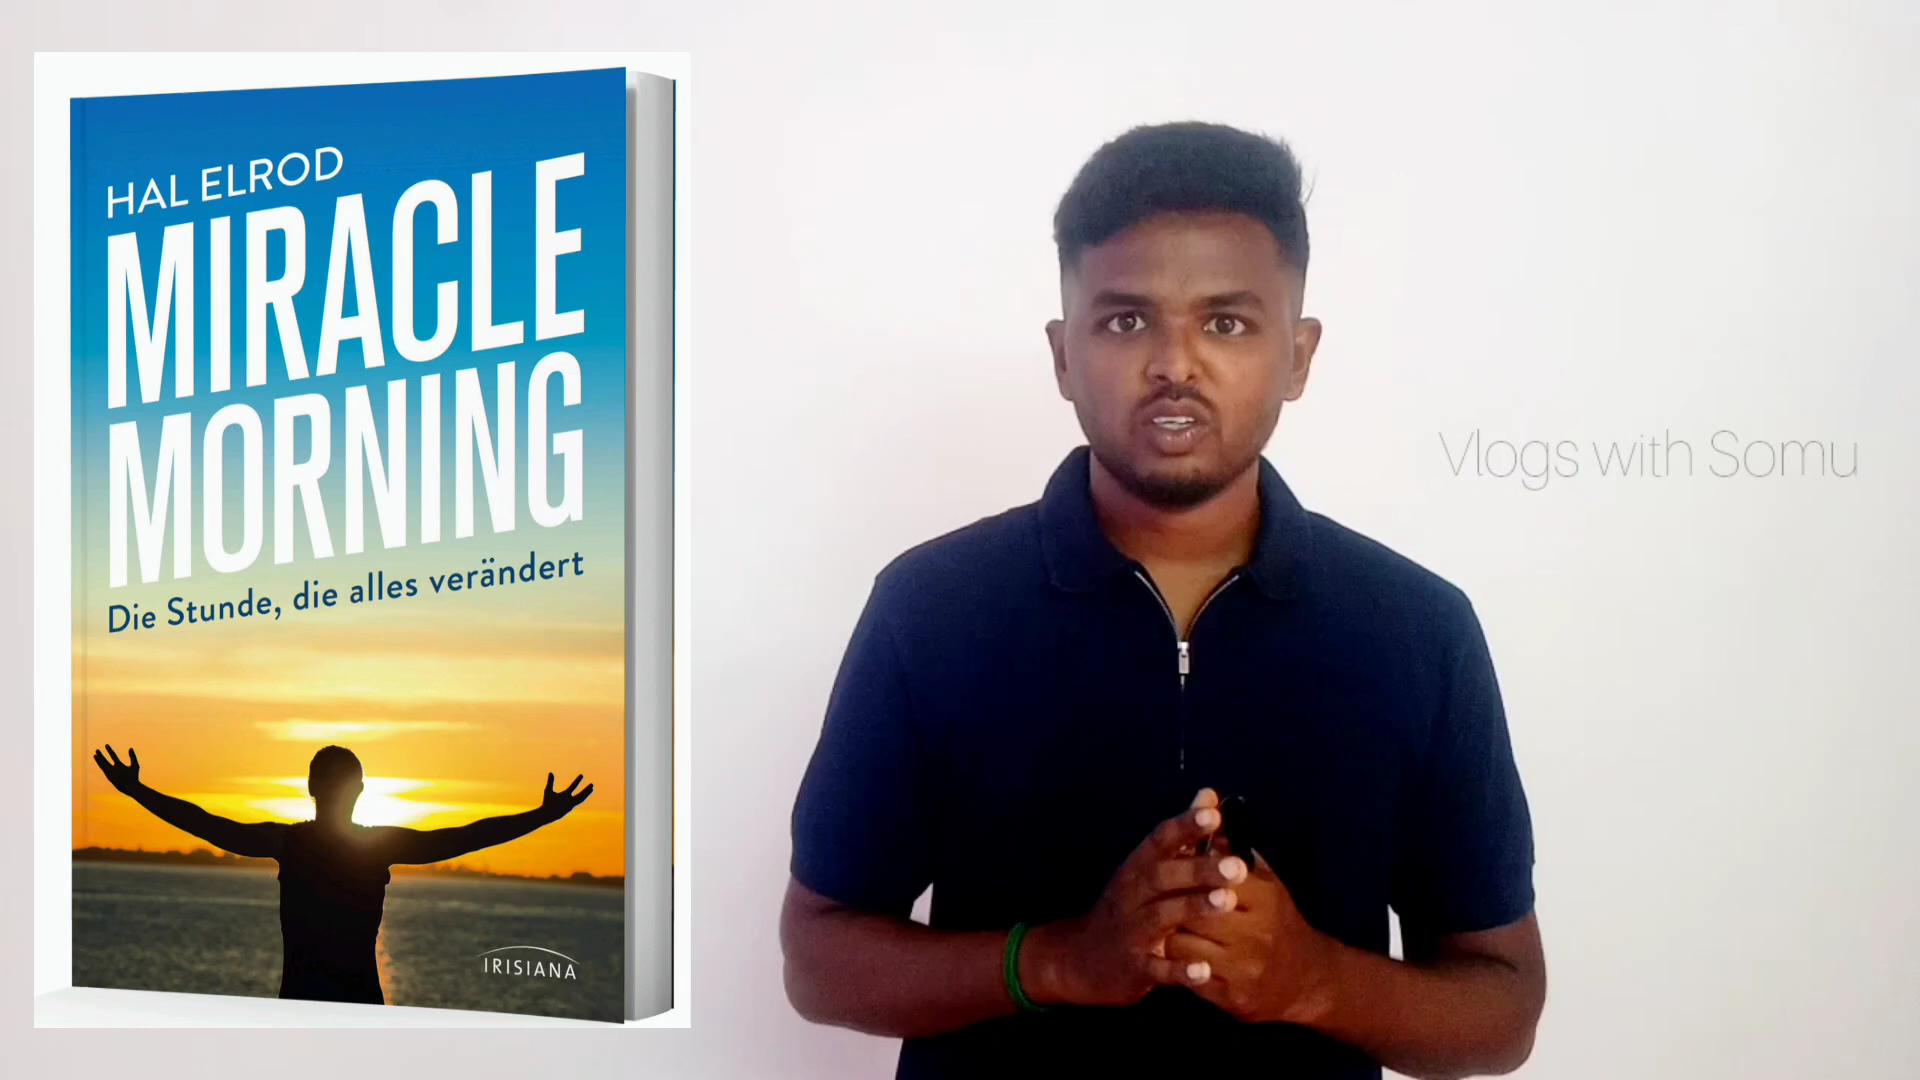 HAL ELROD
MIRACLE
MORNING
Die Stunde, die alles verändert
IRISIANA
Vlogs with Somu